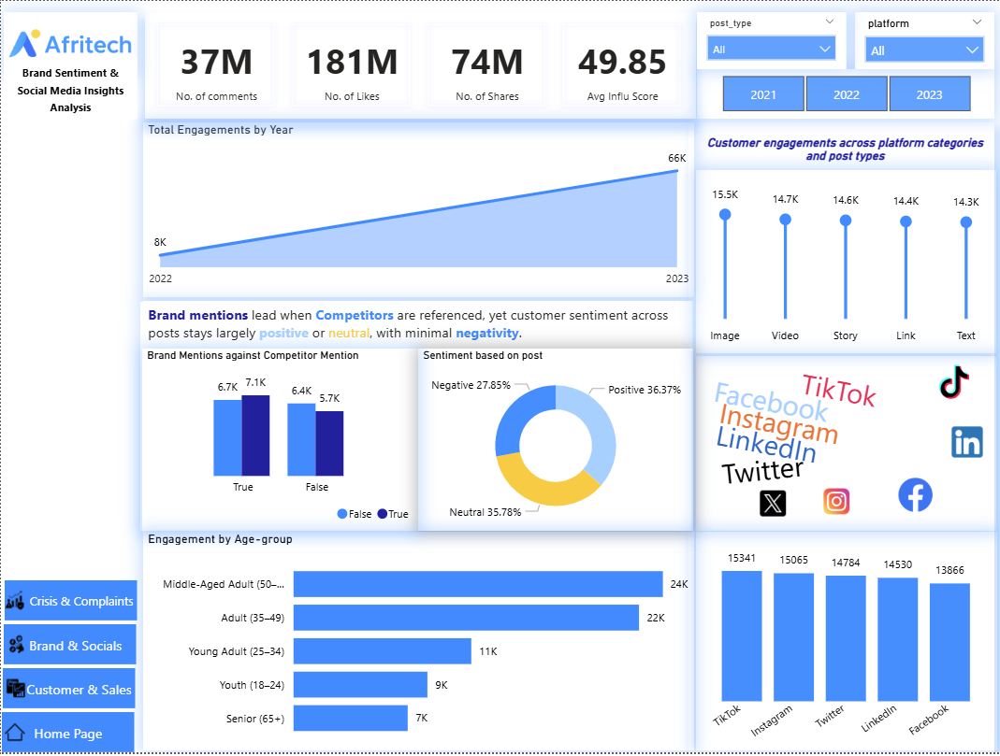 Afritech
Brand Sentiment &
Social Media Insights
Analysis
37M
No. of comments
181M
No. of Likes
74M
No. of Shares
49.85
Avg Influ Score
post_type
All
platform
All
2021
2022
2023
Total Engagements by Year
66K
8K
2022
2023
Customer engagements across platform categories
and post types
15.5K
14.7K
14.6K
14.4K
14.3K
Image
Video
Story
Link
Text
Brand mentions lead when Competitors are referenced, yet customer sentiment across
posts stays largely positive or neutral, with minimal negativity.
Brand Mentions against Competitor Mention
6.7K
7.1K
6.4K
5.7K
True
False
False
True
Sentiment based on post
Negative 27.85%
Positive 36.37%
Neutral 35.78%
TikTok
Facebook
Instagram
LinkedIn
Twitter
in
Engagement by Age-group
Middle-Aged Adult (50–...
24K
Adult (35–49)
22K
Young Adult (25–34)
11K
Youth (18–24)
9K
Senior (65+)
7K
15341
15065
14784
14530
13866
TikTok
Instagram
Twitter
LinkedIn
Facebook
Crisis & Complaints
Brand & Socials
Customer & Sales
Home Page